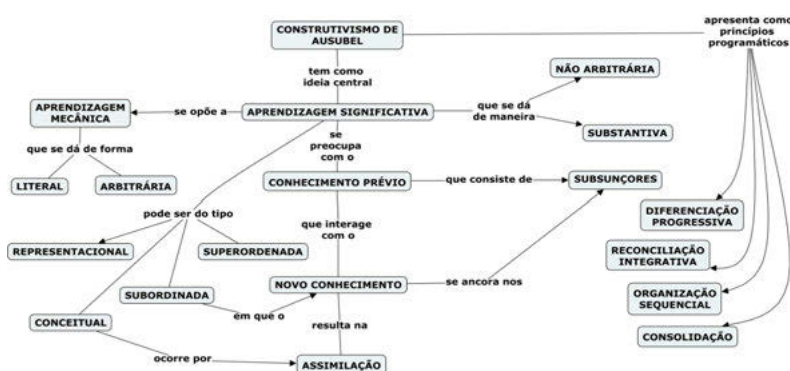 CONSTRUTIVISMO DE
AUSUBEL
apresenta como
princípios
programáticos
tem como
ideia central
NÃO ARBITRÁRIA
APRENDIZAGEM
MECÂNICA
se opõe a
APRENDIZAGEM SIGNIFICATIVA
que se dá
de maneira
SUBSTANTIVA
que se dá de forma
se
preocupa
com o
LITERAL
ARBITRÁRIA
CONHECIMENTO PRÉVIO
que consiste de
SUBSUNÇORES
pode ser do tipo
DIFERENCIAÇÃO
PROGRESSIVA
que interage
com o
REPRESENTACIONAL
SUPERORDENADA
RECONCILIAÇÃO
INTEGRATIVA
SUBORDINADA
NOVO CONHECIMENTO
se ancora nos
ORGANIZAÇÃO
SEQUENCIAL
em que o
CONCEITUAL
resulta na
CONSOLIDAÇÃO
ocorre por
ASSIMILAÇÃO